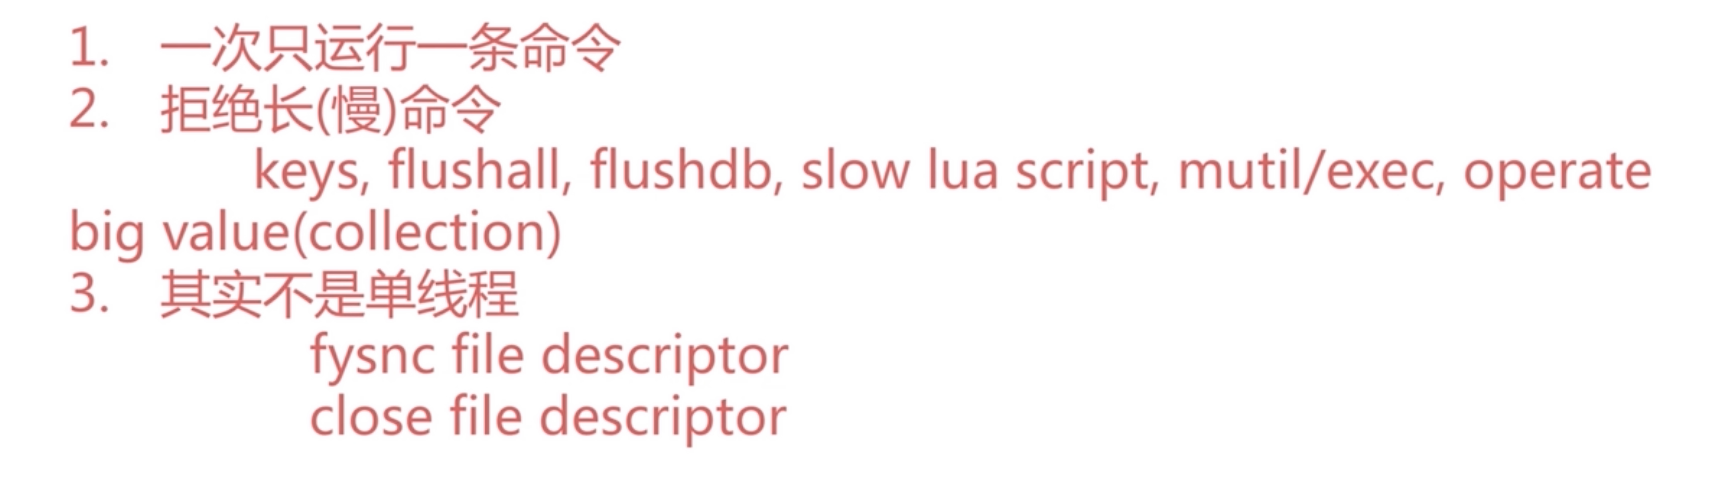 1. 一次只运行一条命令
2. 拒绝长(慢)命令
keys, flushall, flushdb, slow lua script, mutil/exec, operate
big value(collection)
3. 其实不是单线程
fysnc file descriptor
close file descriptor